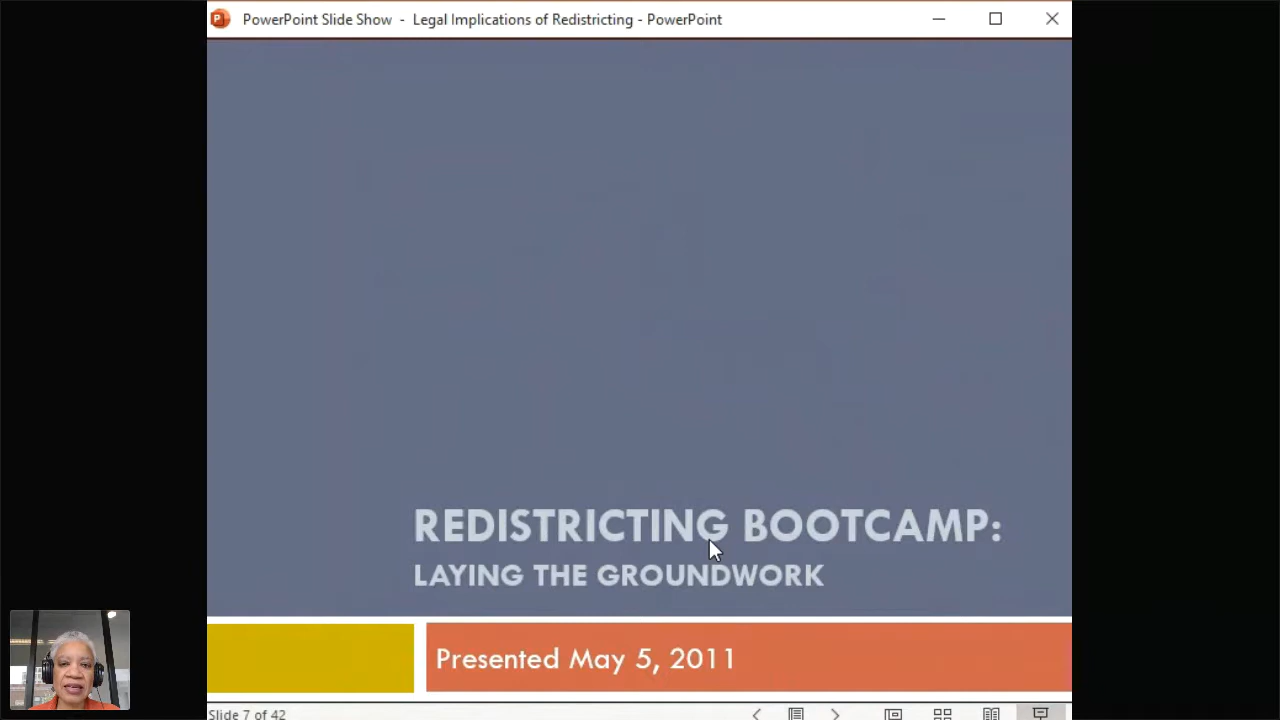 PowerPoint Slide Show - Legal Implications of Redistricting - PowerPoint
REDISTRICTING BOOTCAMP:
LAYING THE GROUNDWORK
Presented May 5, 2011
Slide 7 of 42